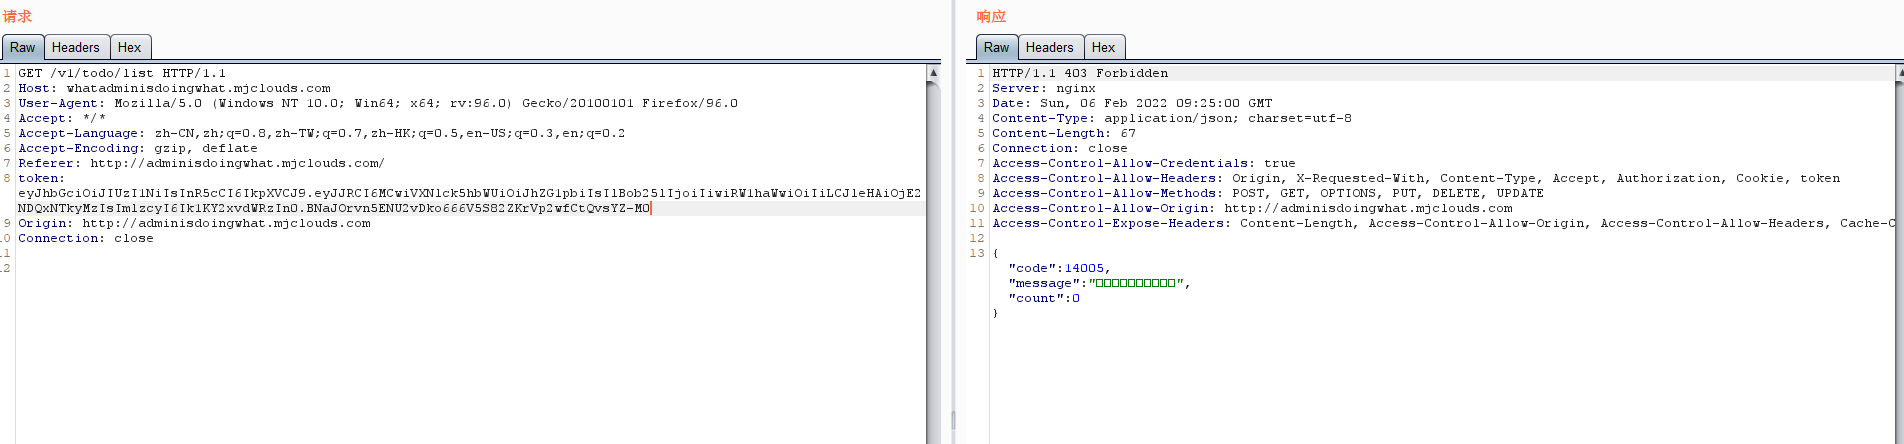 请求
Raw Headers Hex
1 GET /v1/todo/list HTTP/1.1
2 Host: whatadminisdoingwhat.mjclouds.com
3 User-Agent: Mozilla/5.0 (Windows NT 10.0; Win64; x64; rv:96.0) Gecko/20100101 Firefox/96.0
4 Accept: */*
5 Accept-Language: zh-CN,zh;q=0.8,zh-TW;q=0.7,zh-HK;q=0.5,en-US;q=0.3,en;q=0.2
6 Accept-Encoding: gzip, deflate
7 Referer: http://adminisdoingwhat.mjclouds.com/
8 token:
eyJhbGciOiJIUzI1NiIsInR5cCI6IkpXVCJ9.eyJJRCI6MCwiVXNlck5hbWUiOiJhZG1pbiIsIlBob25lIjoiIiwiRW1haWwiOiIiLCJleHAiOjE2
NDQxNTkyMzIsImlzcyI6Ik1KY2xvdWRzIn0.BNaJOrvn5ENU2vDko666V5S82ZKrVp2wfCtQvsYZ-M0
9 Origin: http://adminisdoingwhat.mjclouds.com
10 Connection: close
11
12
响应
Raw Headers Hex
1 HTTP/1.1 403 Forbidden
2 Server: nginx
3 Date: Sun, 06 Feb 2022 09:25:00 GMT
4 Content-Type: application/json; charset=utf-8
5 Content-Length: 67
6 Connection: close
7 Access-Control-Allow-Credentials: true
8 Access-Control-Allow-Headers: Origin, X-Requested-With, Content-Type, Accept, Authorization, Cookie, token
9 Access-Control-Allow-Methods: POST, GET, OPTIONS, PUT, DELETE, UPDATE
10 Access-Control-Allow-Origin: http://adminisdoingwhat.mjclouds.com
11 Access-Control-Expose-Headers: Content-Length, Access-Control-Allow-Origin, Access-Control-Allow-Headers, Cache-C
12
13 {
"code":14005,
"message":"□□□□□□□□□□",
"count":0
}